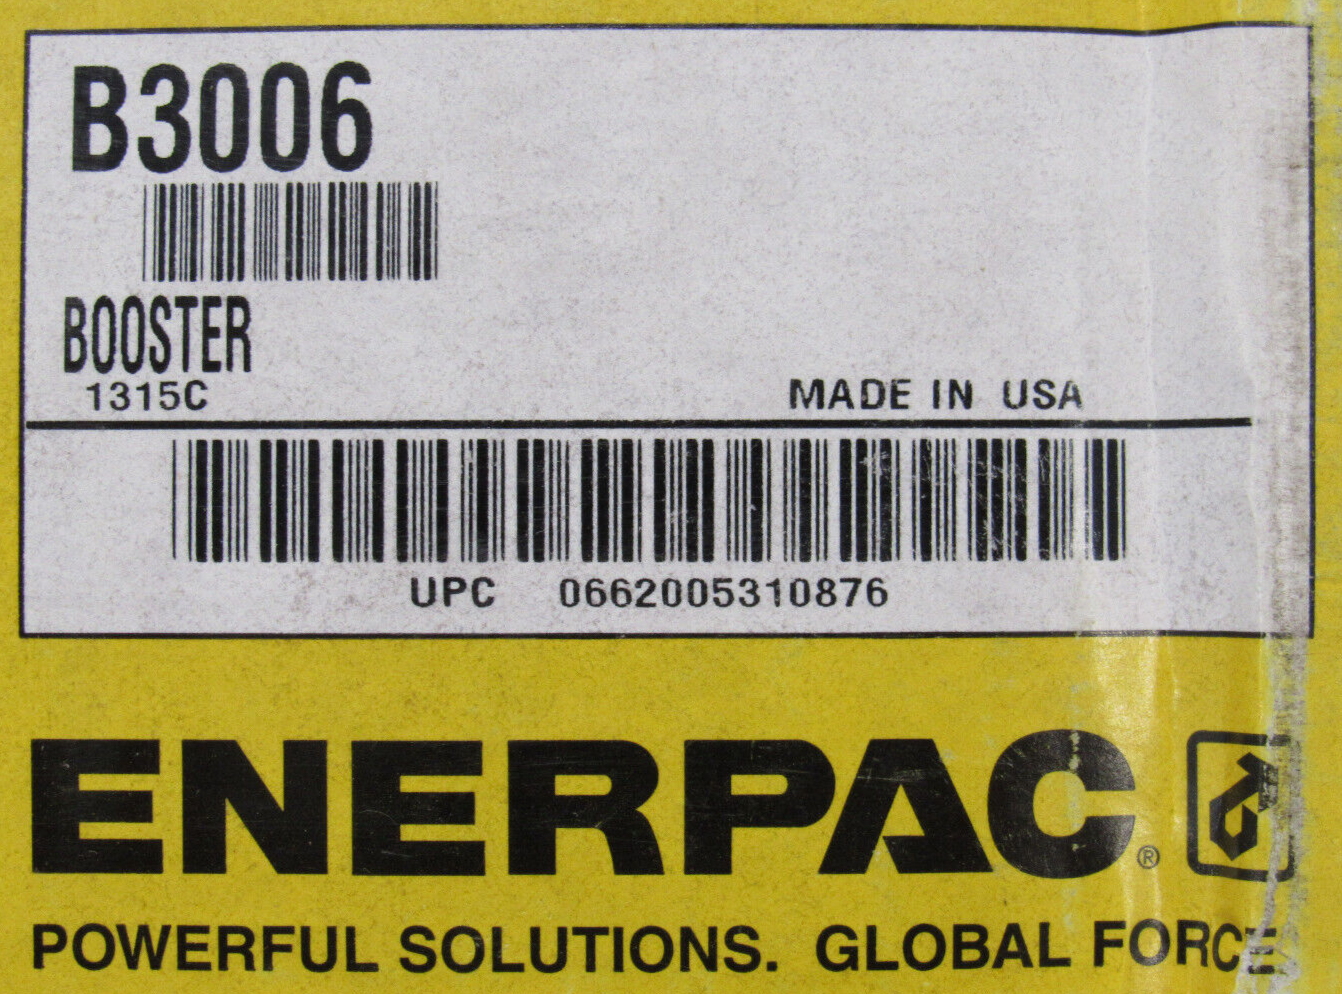 B3006
BOOSTER
1315C
MADE IN USA
UPC 0662005310876
ENERPAC®
POWERFUL SOLUTIONS. GLOBAL FORCE.